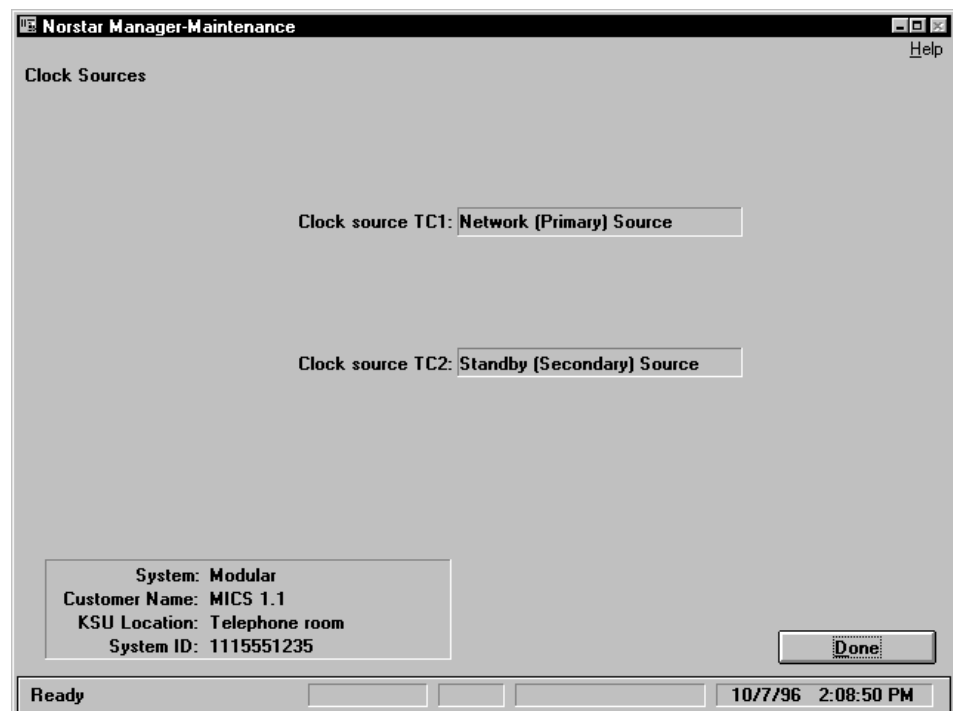 Norstar Manager-Maintenance
Help
Clock Sources
Clock source TC1: Network (Primary) Source
Clock source TC2: Standby (Secondary) Source
System: Modular
Customer Name: MICS 1.1
KSU Location: Telephone room
System ID: 1115551235
Done
Ready
10/7/96 2:08:50 PM